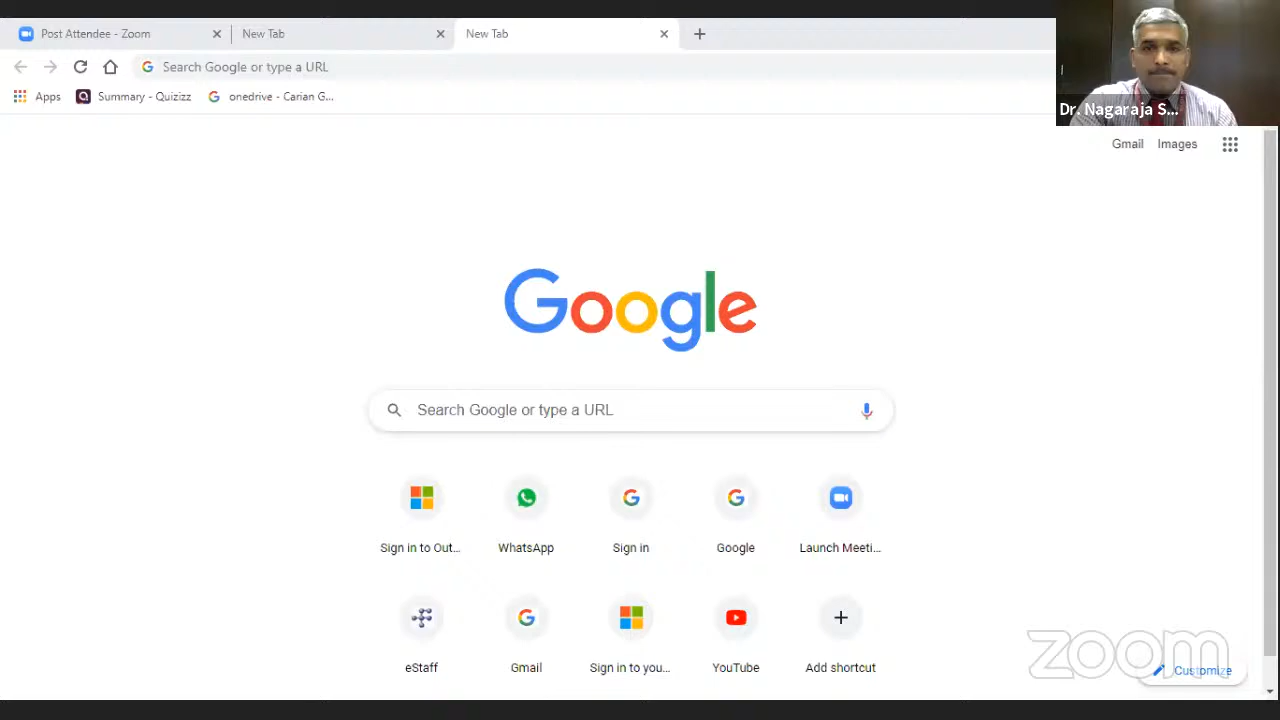 Post Attendee - Zoom
New Tab
New Tab
Search Google or type a URL
Apps
Summary - Quizizz
onedrive - Carian G...
Dr. Nagaraja S...
Gmail
Images
Google
Search Google or type a URL
Sign in to Out...
WhatsApp
Sign in
Google
Launch Meeti...
eStaff
Gmail
Sign in to you...
YouTube
Add shortcut
zoom
Customize